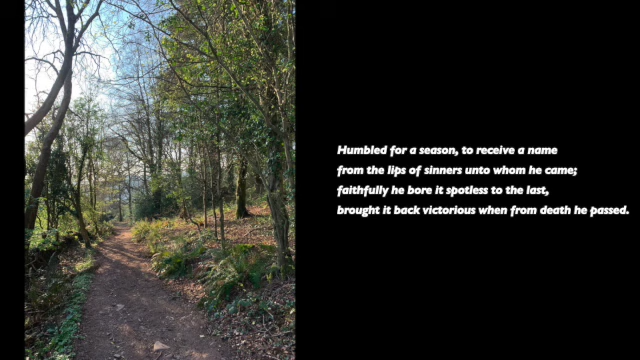 Humbled for a season, to receive a name
from the lips of sinners unto whom he came;
faithfully he bore it spotless to the last,
brought it back victorious when from death he passed.